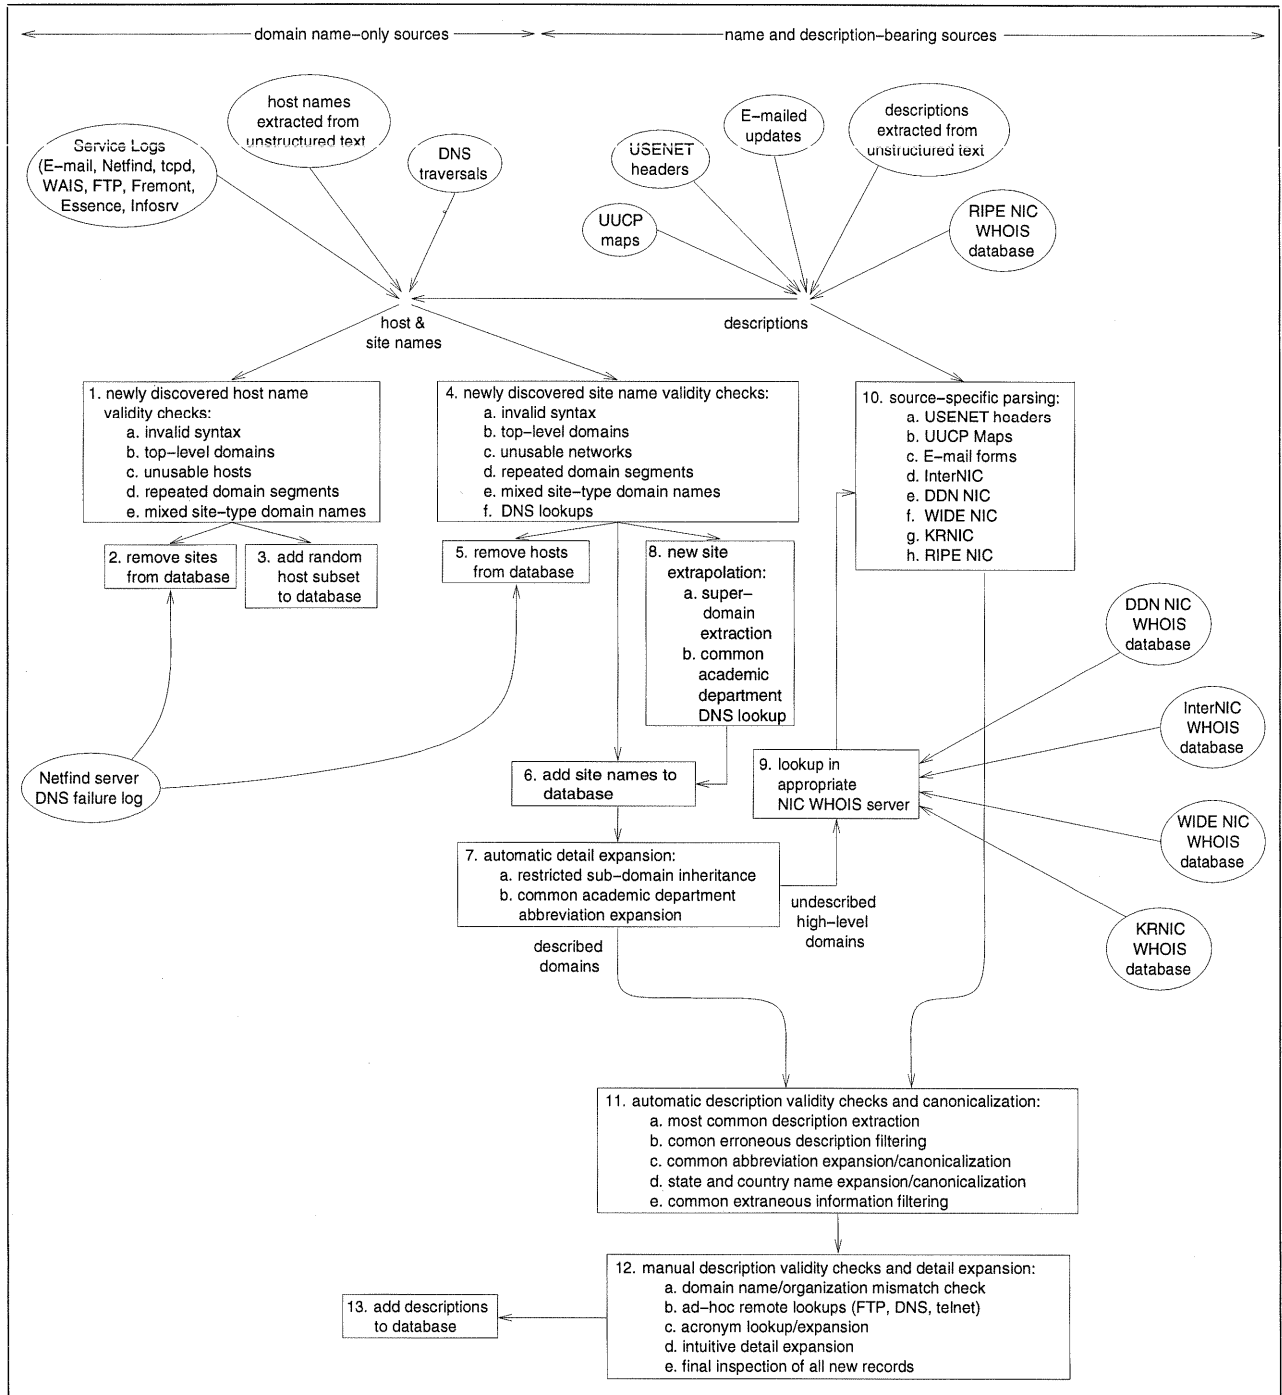 domain name–only sources
name and description–bearing sources
host names
extracted from
unstructured text
Service Logs
(E–mail, Netfind, tcpd,
WAIS, FTP, Fremont,
Essence, Infosrv
DNS
traversals
UUCP
maps
USENET
headers
E–mailed
updates
descriptions
extracted from
unstructured text
RIPE NIC
WHOIS
database
host &
site names
descriptions
1. newly discovered host name
validity checks:
a. invalid syntax
b. top–level domains
c. unusable hosts
d. repeated domain segments
e. mixed site–type domain names
4. newly discovered site name validity checks:
a. invalid syntax
b. top–level domains
c. unusable networks
d. repeated domain segments
e. mixed site–type domain names
f. DNS lookups
10. source–specific parsing:
a. USENET headers
b. UUCP Maps
c. E–mail forms
d. InterNIC
e. DDN NIC
f. WIDE NIC
g. KRNIC
h. RIPE NIC
2. remove sites
from database
3. add random
host subset
to database
5. remove hosts
from database
8. new site
extrapolation:
a. super–
domain
extraction
b. common
academic
department
DNS lookup
DDN NIC
WHOIS
database
InterNIC
WHOIS
database
WIDE NIC
WHOIS
database
KRNIC
WHOIS
database
Netfind server
DNS failure log
6. add site names to
database
9. lookup in
appropriate
NIC WHOIS server
7. automatic detail expansion:
a. restricted sub–domain inheritance
b. common academic department
abbreviation expansion
undescribed
high–level
domains
described
domains
11. automatic description validity checks and canonicalization:
a. most common description extraction
b. comon erroneous description filtering
c. common abbreviation expansion/canonicalization
d. state and country name expansion/canonicalization
e. common extraneous information filtering
12. manual description validity checks and detail expansion:
a. domain name/organization mismatch check
b. ad–hoc remote lookups (FTP, DNS, telnet)
c. acronym lookup/expansion
d. intuitive detail expansion
e. final inspection of all new records
13. add descriptions
to database